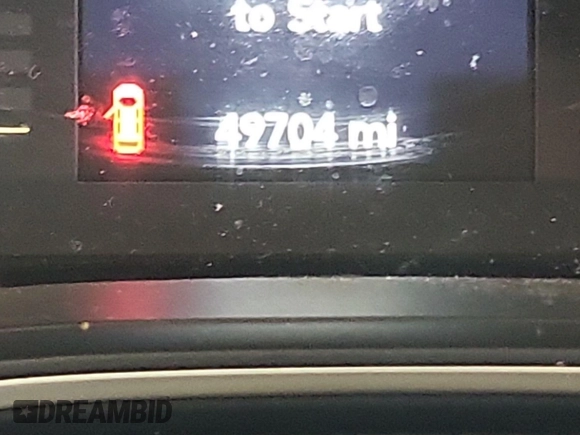 to Start
49704 mi
DREAMBID